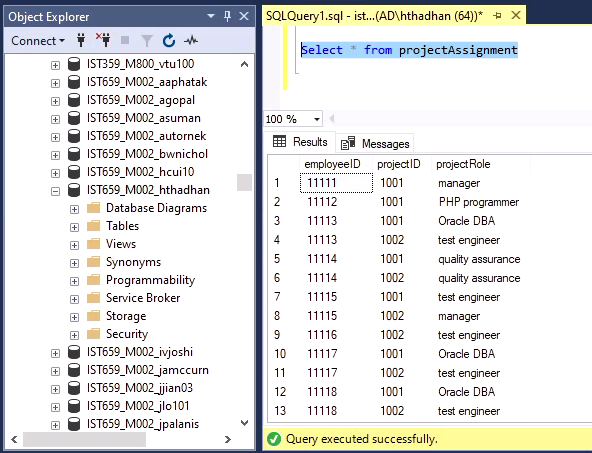 Object Explorer
Connect
IST359_M800_vtu100
IST659_M002_aaphatak
IST659_M002_agopal
IST659_M002_asuman
IST659_M002_autornek
IST659_M002_bwnichol
IST659_M002_hcui10
IST659_M002_hthadhan
Database Diagrams
Tables
Views
Synonyms
Programmability
Service Broker
Storage
Security
IST659_M002_ivjoshi
IST659_M002_jamccurn
IST659_M002_jjian03
IST659_M002_jlo101
IST659_M002_jpalanis
SQLQuery1.sql - ist...(AD\hthadhan (64))*
Select * from projectAssignment
100 %
Results Messages
employeeID projectID projectRole
1 11111 1001 manager
2 11112 1001 PHP programmer
3 11113 1001 Oracle DBA
4 11113 1002 test engineer
5 11114 1001 quality assurance
6 11114 1002 quality assurance
7 11115 1001 test engineer
8 11115 1002 manager
9 11116 1002 test engineer
10 11117 1001 Oracle DBA
11 11117 1002 test engineer
12 11118 1001 Oracle DBA
13 11118 1002 test engineer
Query executed successfully.